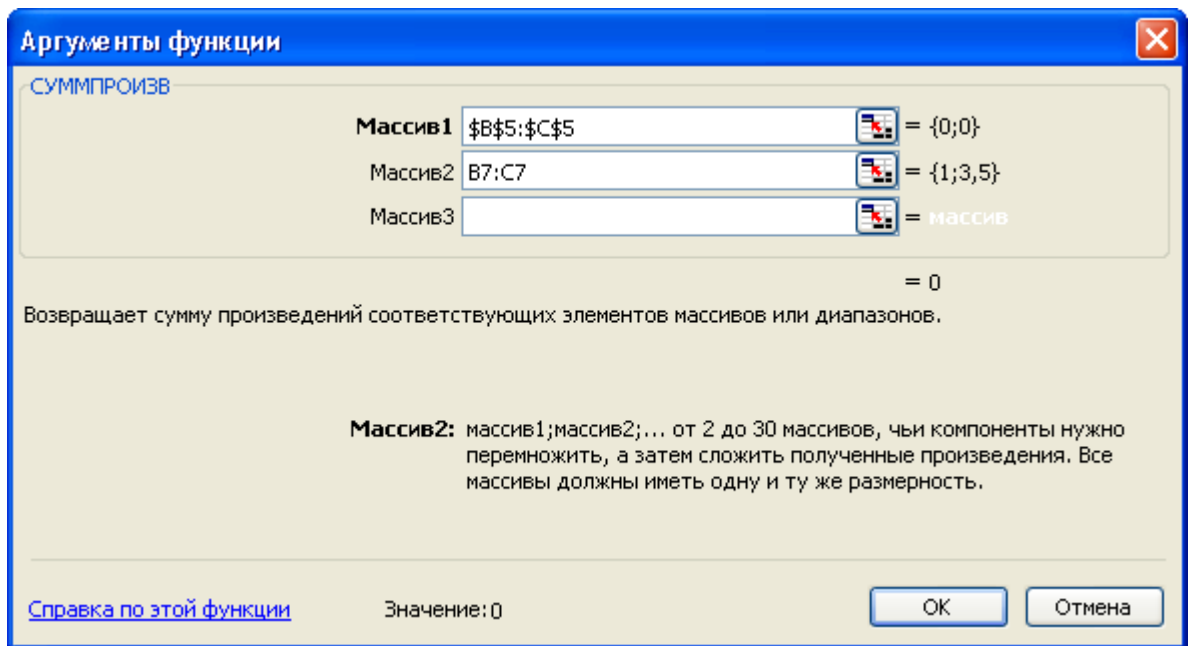 Аргументы функции
СУММПРОИЗВ
Массив1 $B$5:$C$5 = {0;0}
Массив2 B7:C7 = {1;3,5}
Массив3 = массив
= 0
Возвращает сумму произведений соответствующих элементов массивов или диапазонов.
Массив2: массив1;массив2;... от 2 до 30 массивов, чьи компоненты нужно
перемножить, а затем сложить полученные произведения. Все
массивы должны иметь одну и ту же размерность.
Справка по этой функции Значение:0 ОК Отмена